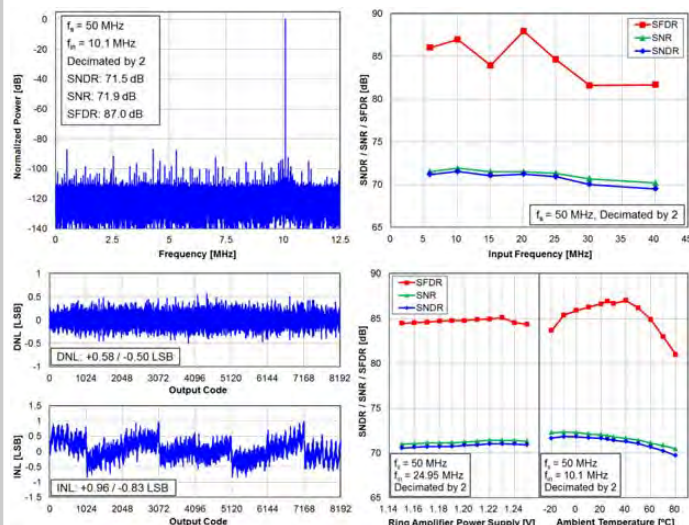 fs = 50 MHz
fin = 10.1 MHz
Decimated by 2
SNDR: 71.5 dB
SNR: 71.9 dB
SFDR: 87.0 dB
Normalized Power [dB]
0
-20
-40
-60
-80
-100
-120
-140
0 2.5 5 7.5 10 12.5
Frequency [MHz]
SNDR / SNR / SFDR [dB]
90
85
80
75
70
65
SFDR
SNR
SNDR
fs = 50 MHz, Decimated by 2
0 5 10 15 20 25 30 35 40 45
Input Frequency [MHz]
DNL [LSB]
1
0.5
0
-0.5
-1
DNL: +0.58 / -0.50 LSB
0 1024 2048 3072 4096 5120 6144 7168 8192
Output Code
INL [LSB]
1.5
1
0.5
0
-0.5
-1
-1.5
INL: +0.96 / -0.83 LSB
0 1024 2048 3072 4096 5120 6144 7168 8192
Output Code
SNDR / SNR / SFDR [dB]
90
85
80
75
70
65
SFDR
SNR
SNDR
fs = 50 MHz
fin = 24.95 MHz
Decimated by 2
fs = 50 MHz
fin = 10.1 MHz
Decimated by 2
1.14 1.16 1.18 1.20 1.22 1.24
-20 0 20 40 60 80
Ring Amplifier Power Supply [V]
Ambient Temperature [ºC]